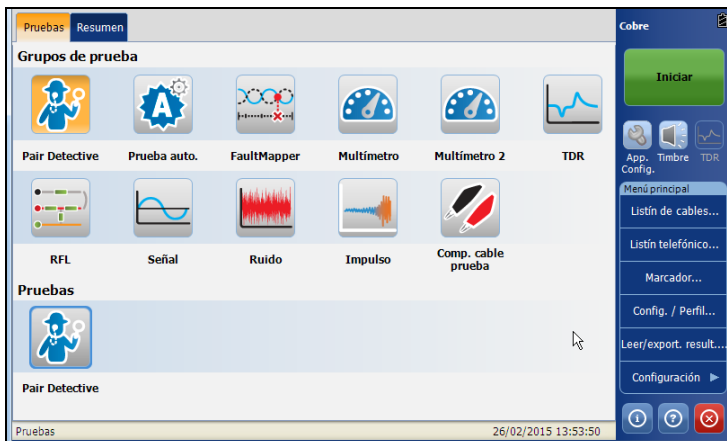 Pruebas Resumen
Grupos de prueba
Pair Detective
Prueba auto.
FaultMapper
Multímetro
Multímetro 2
TDR
RFL
Señal
Ruido
Impulso
Comp. cable
prueba
Pruebas
Pair Detective
Pruebas
26/02/2015 13:53:50
Cobre
Iniciar
App.
Config.
Timbre
TDR
Menú principal
Listín de cables...
Listín telefónico...
Marcador...
Config. / Perfil...
Leer/export. result....
Configuración